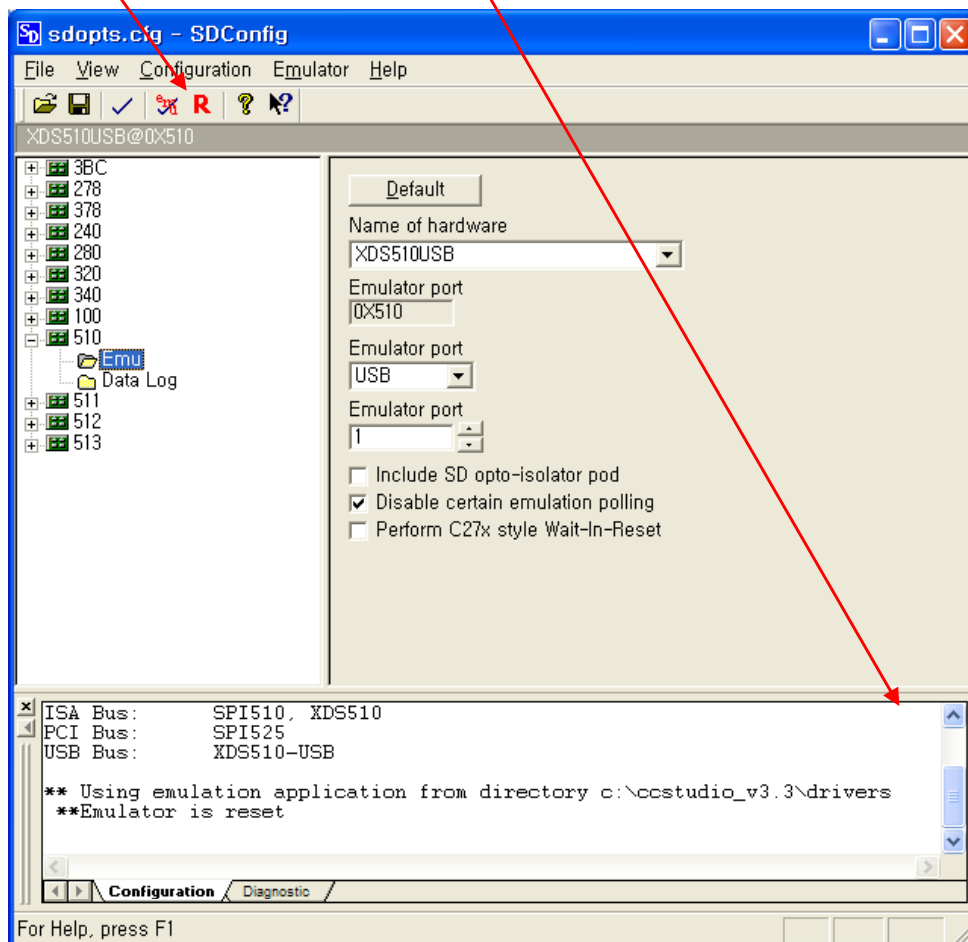 SD sdopts.cfg - SDConfig
File View Configuration Emulator Help
emu R ? ?
XDS510USB@0X510
3BC
278
378
240
280
320
340
100
510
Emu
Data Log
511
512
513
Default
Name of hardware
XDS510USB
Emulator port
0X510
Emulator port
USB
Emulator port
1
Include SD opto-isolator pod
Disable certain emulation polling
Perform C27x style Wait-In-Reset
ISA Bus: SPI510, XDS510
PCI Bus: SPI525
USB Bus: XDS510-USB
** Using emulation application from directory c:\ccstudio_v3.3\drivers
**Emulator is reset
Configuration Diagnostic
For Help, press F1